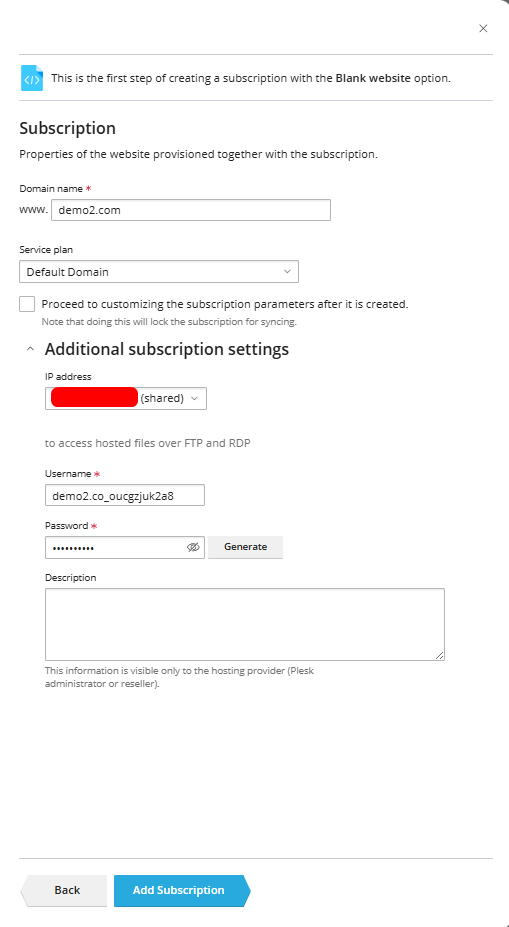 This is the first step of creating a subscription with the Blank website option.
Subscription
Properties of the website provisioned together with the subscription.
Domain name *
www. demo2.com
Service plan
Default Domain
Proceed to customizing the subscription parameters after it is created.
Note that doing this will lock the subscription for syncing.
Additional subscription settings
IP address
(shared)
to access hosted files over FTP and RDP
Username *
demo2.co_oucgzjuk2a8
Password *
••••••••••
Generate
Description
This information is visible only to the hosting provider (Plesk
administrator or reseller).
Back
Add Subscription